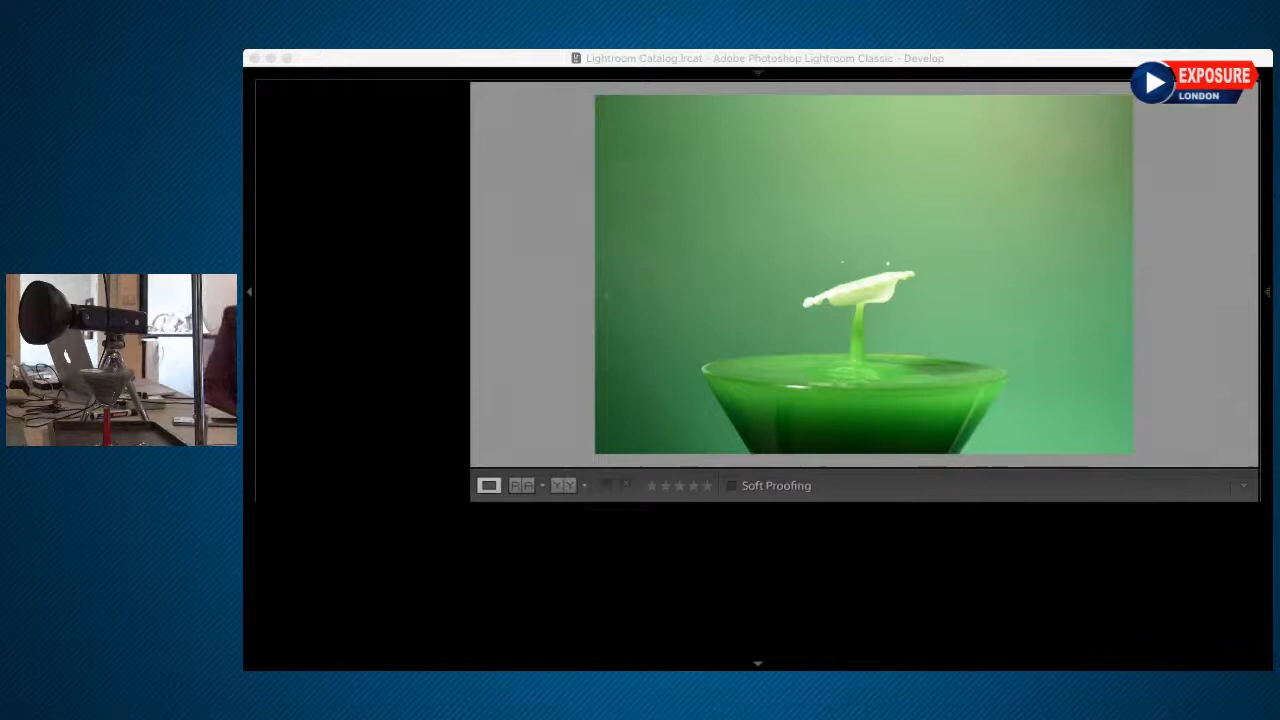 Lightroom Catalog.lrcat - Adobe Photoshop Lightroom Classic - Develop
EXPOSURE
LONDON
Soft Proofing